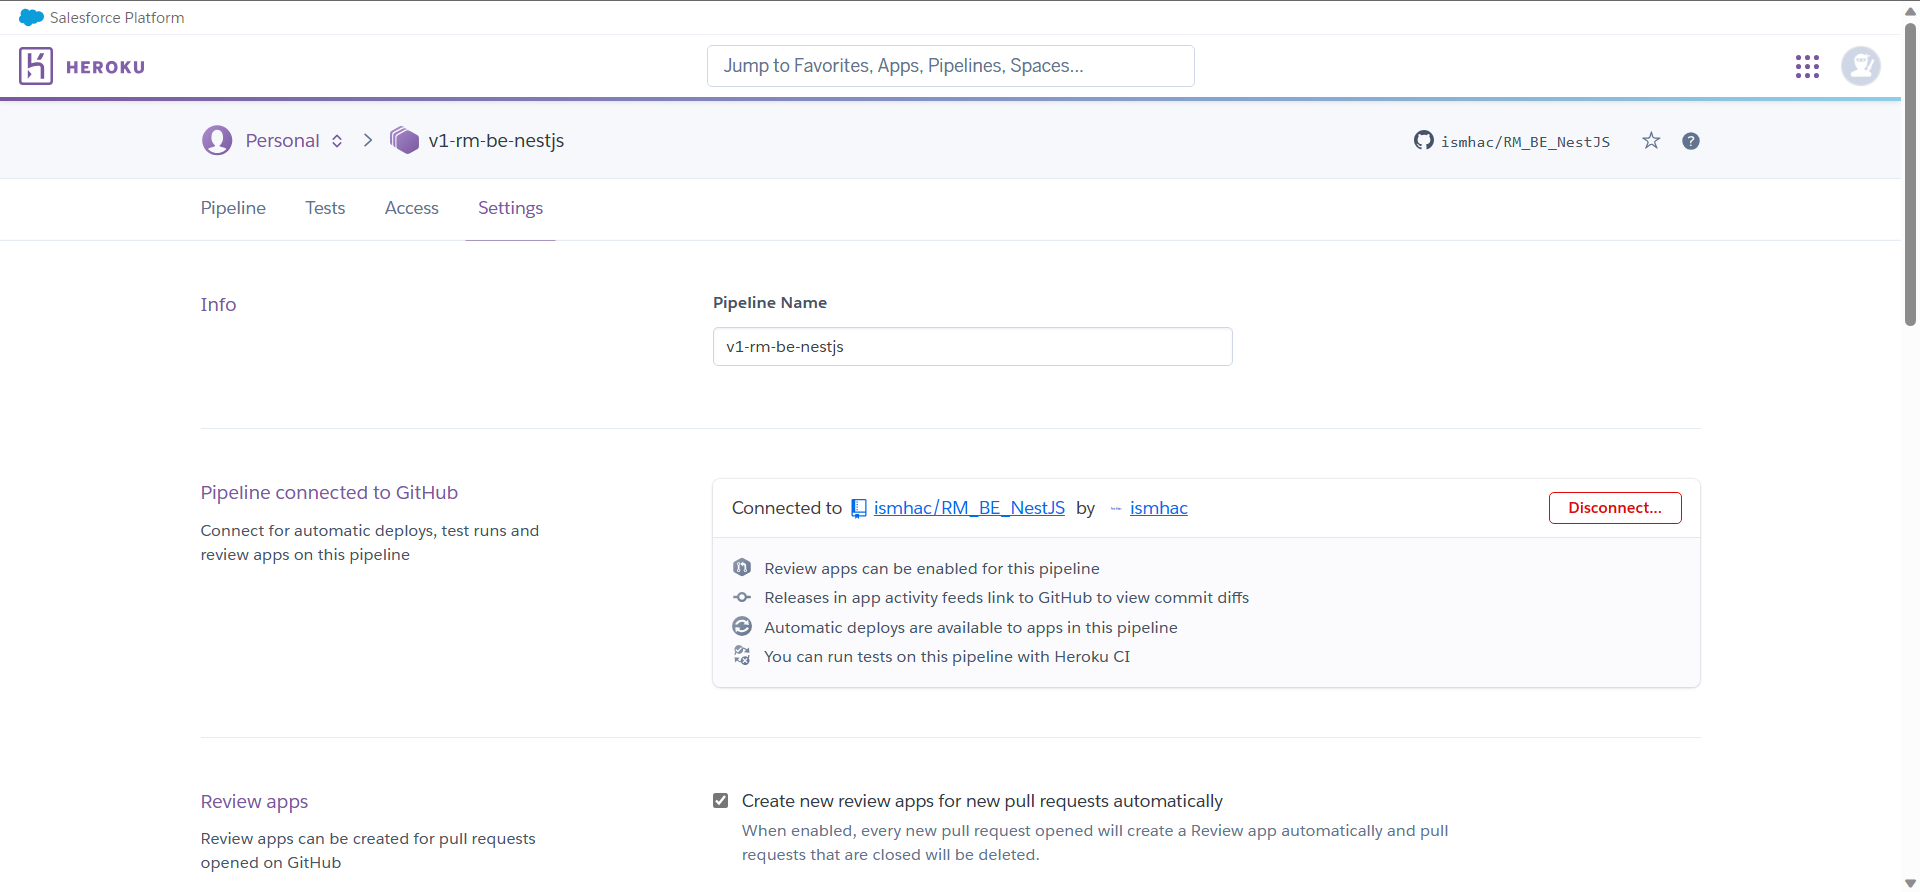 Salesforce Platform
HEROKU
Jump to Favorites, Apps, Pipelines, Spaces...
Personal
v1-rm-be-nestjs
ismhac/RM_BE_NestJS
Pipeline
Tests
Access
Settings
Info
Pipeline Name
v1-rm-be-nestjs
Pipeline connected to GitHub
Connect for automatic deploys, test runs and
review apps on this pipeline
Connected to ismhac/RM_BE_NestJS by ismhac
Disconnect...
Review apps can be enabled for this pipeline
Releases in app activity feeds link to GitHub to view commit diffs
Automatic deploys are available to apps in this pipeline
You can run tests on this pipeline with Heroku CI
Review apps
Review apps can be created for pull requests
opened on GitHub
Create new review apps for new pull requests automatically
When enabled, every new pull request opened will create a Review app automatically and pull
requests that are closed will be deleted.